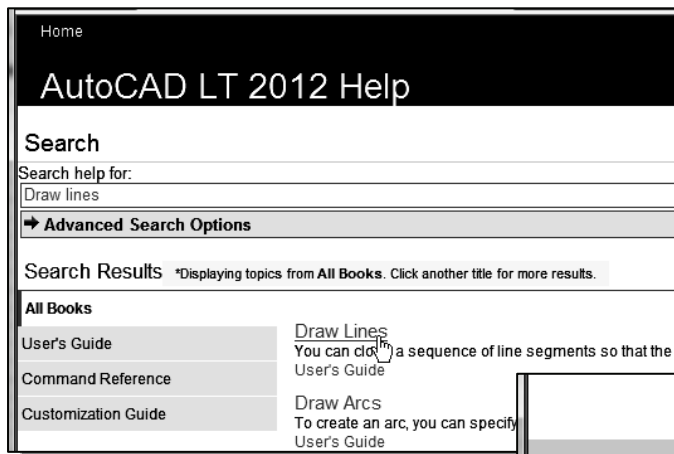 Home
AutoCAD LT 2012 Help
Search
Search help for:
Draw lines
Advanced Search Options
Search Results *Displaying topics from All Books. Click another title for more results.
All Books
User's Guide
Command Reference
Customization Guide
Draw Lines
You can a sequence of line segments so that the
User's Guide
Draw Arcs
To create an arc, you can specify
User's Guide